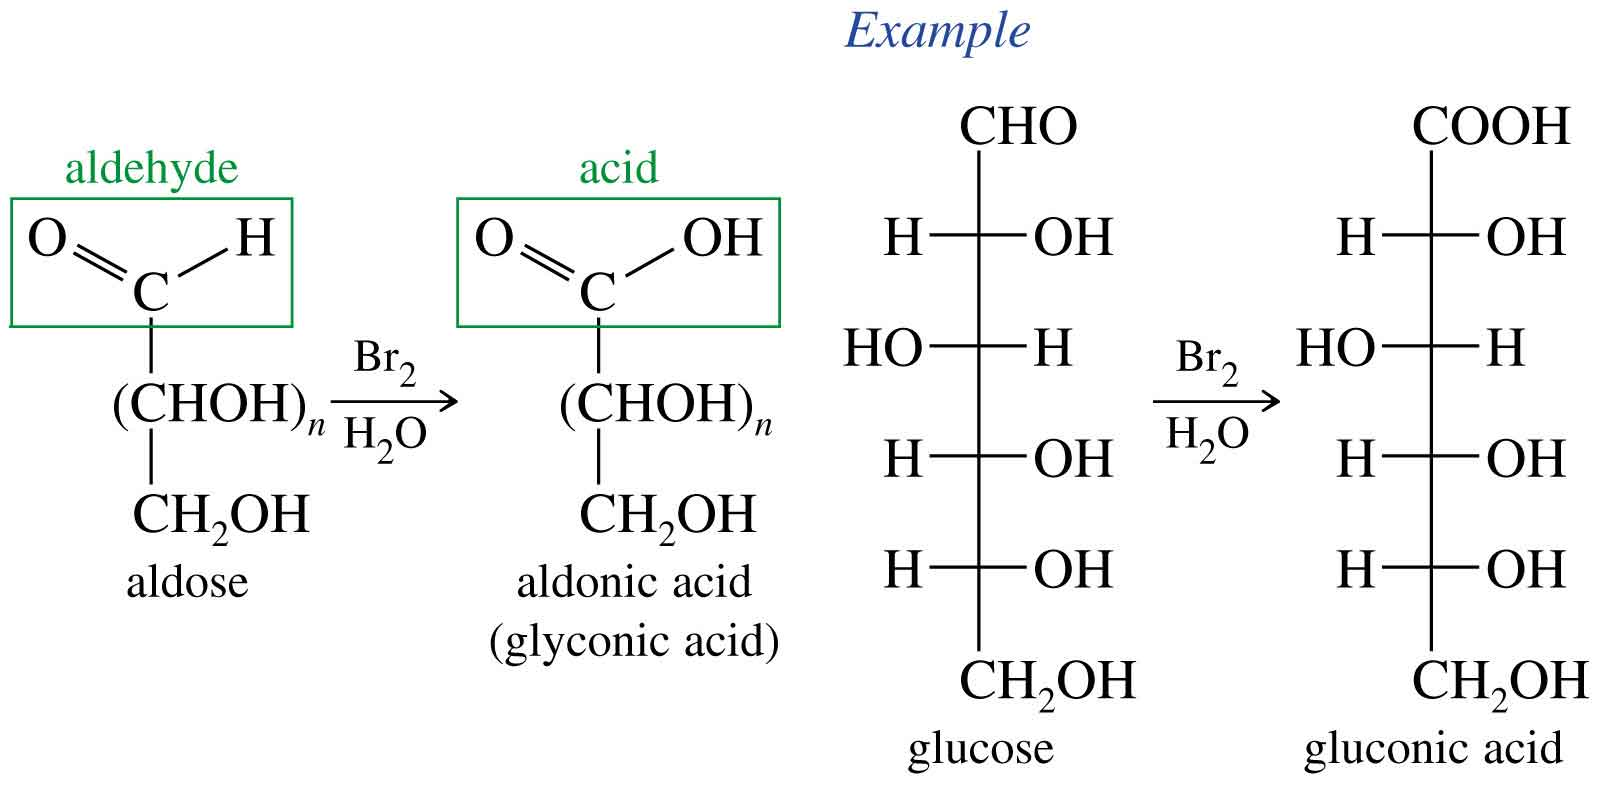 Example
aldehyde
O H
C
(CHOH)n
CH2OH
aldose
Br2
H2O
acid
O OH
C
(CHOH)n
CH2OH
aldonic acid
(glyconic acid)
CHO
H OH
HO H
H OH
H OH
CH2OH
glucose
Br2
H2O
COOH
H OH
HO H
H OH
H OH
CH2OH
gluconic acid